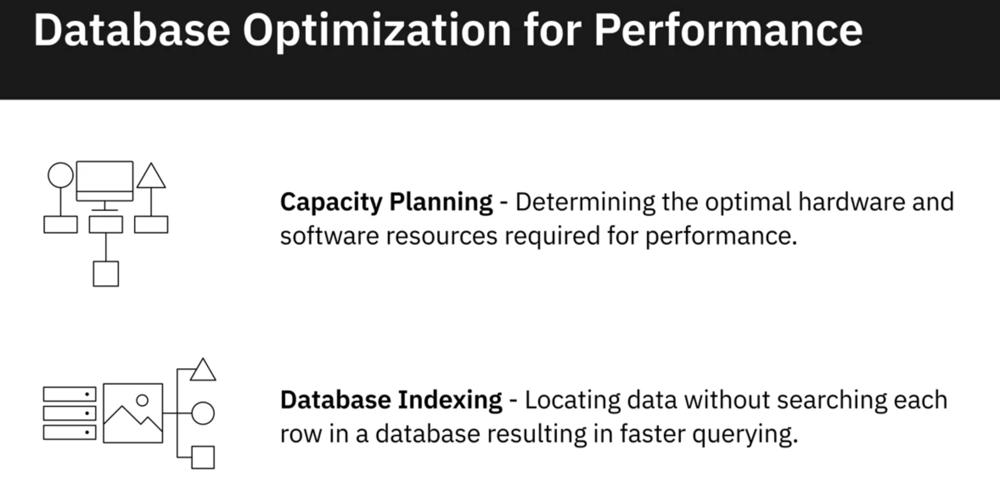 Database Optimization for Performance
Capacity Planning - Determining the optimal hardware and
software resources required for performance.
Database Indexing - Locating data without searching each
row in a database resulting in faster querying.